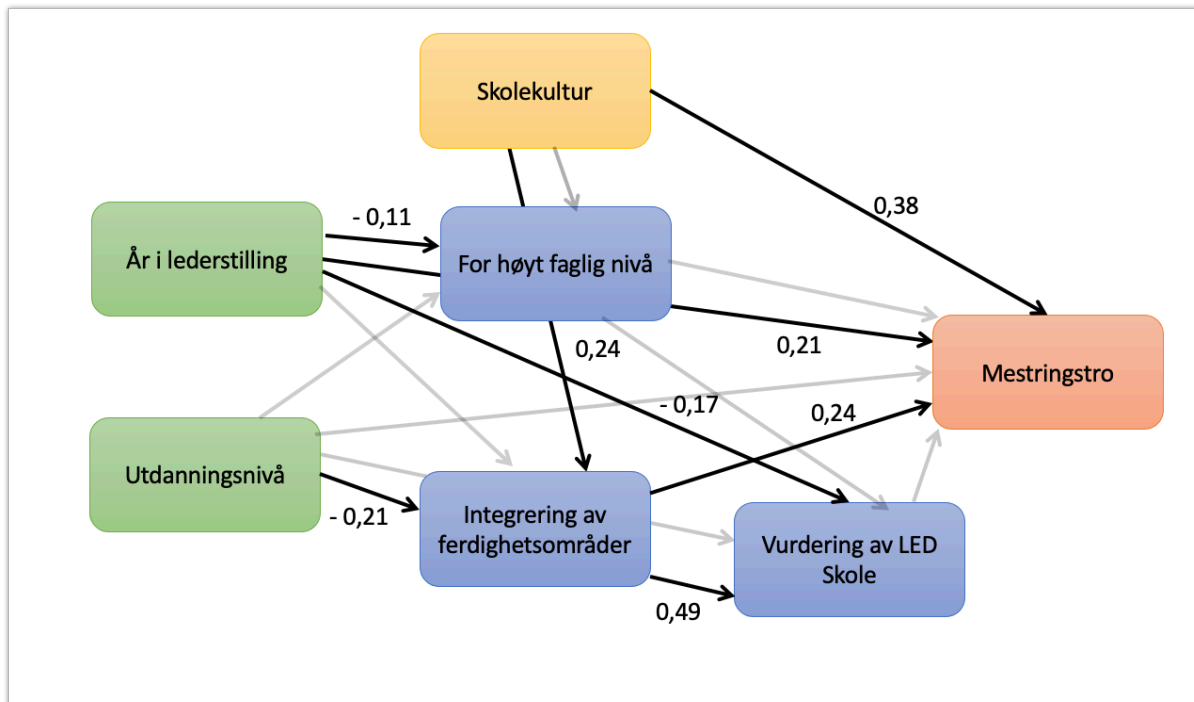 Skolekultur
0,38
- 0,11
År i lederstilling
For høyt faglig nivå
0,24
0,21
Mestringstro
- 0,17
0,24
Utdanningsnivå
- 0,21
Integrering av
ferdighetsområder
Vurdering av LED
Skole
0,49